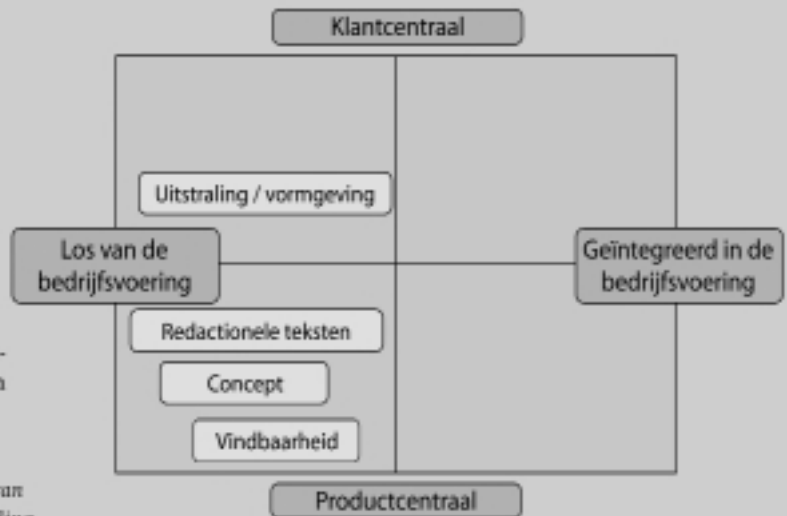 Klantcentraal
Uitstraling / vormgeving
Los van de
bedrijfsvoering
Geïntegreerd in de
bedrijfsvoering
Redactionele teksten
Concept
Vindbaarheid
Productcentraal